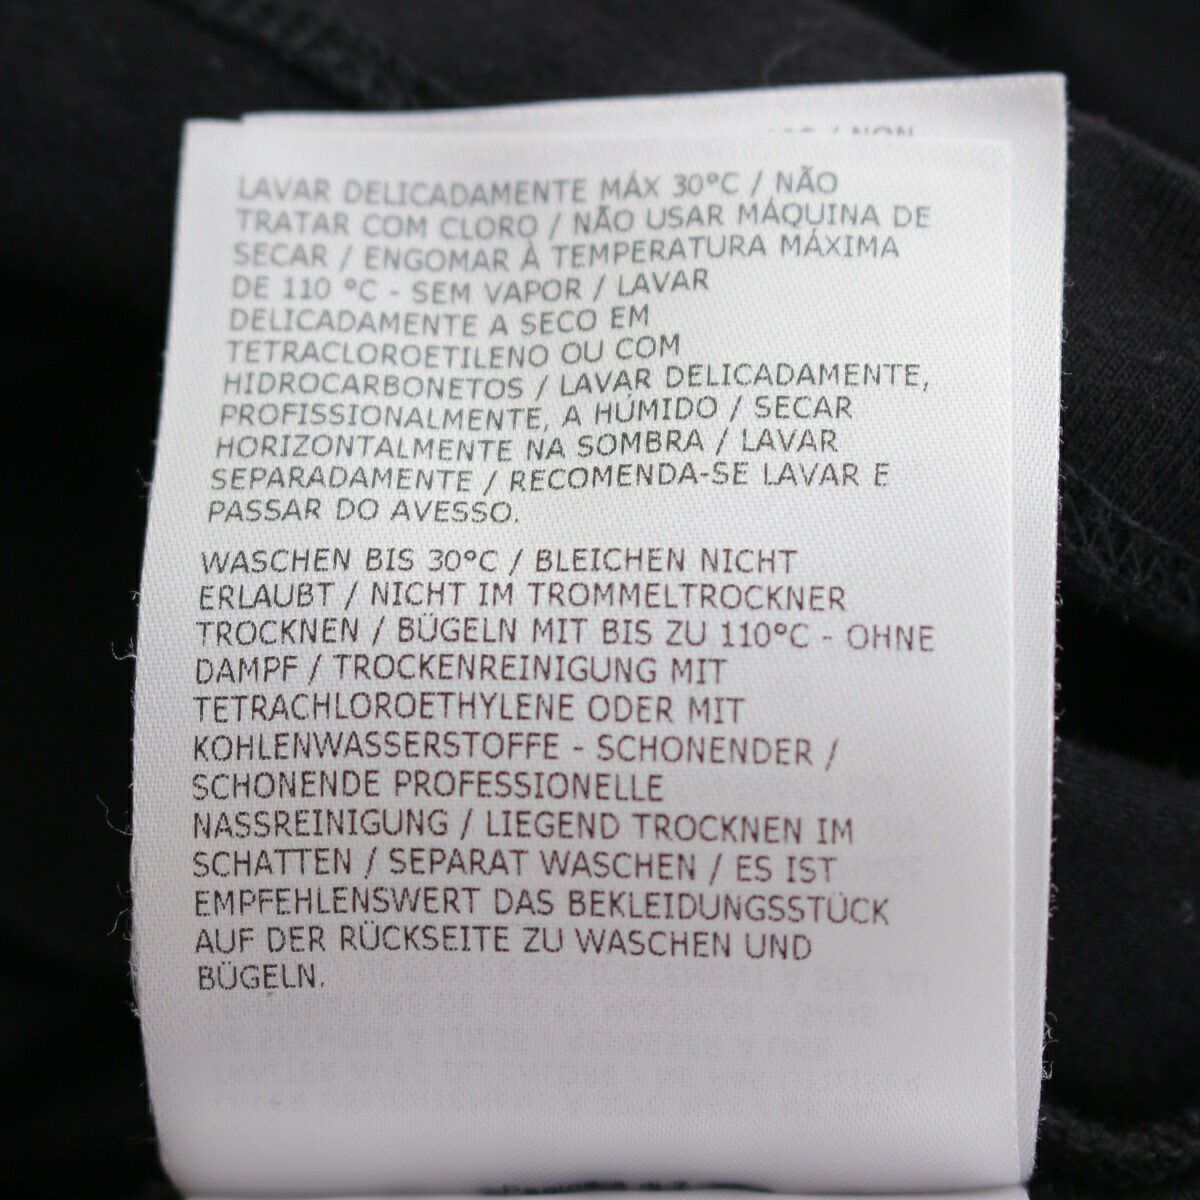 / NON
LAVAR DELICADAMENTE MÁX 30°C / NÃO
TRATAR COM CLORO / NÃO USAR MÁQUINA DE
SECAR / ENGOMAR À TEMPERATURA MÁXIMA
DE 110 °C - SEM VAPOR / LAVAR
DELICADAMENTE A SECO EM
TETRACLOROETILENO OU COM
HIDROCARBONETOS / LAVAR DELICADAMENTE,
PROFISSIONALMENTE, A HÚMIDO / SECAR
HORIZONTALMENTE NA SOMBRA / LAVAR
SEPARADAMENTE / RECOMENDA-SE LAVAR E
PASSAR DO AVESSO.
WASCHEN BIS 30°C / BLEICHEN NICHT
ERLAUBT / NICHT IM TROMMELTROCKNER
TROCKNEN / BÜGELN MIT BIS ZU 110°C - OHNE
DAMPF / TROCKENREINIGUNG MIT
TETRACHLOROETHYLENE ODER MIT
KOHLENWASSERSTOFFE - SCHONENDER /
SCHONENDE PROFESSIONELLE
NASSREINIGUNG / LIEGEND TROCKNEN IM
SCHATTEN / SEPARAT WASCHEN / ES IST
EMPFEHLENSWERT DAS BEKLEIDUNGSSTÜCK
AUF DER RÜCKSEITE ZU WASCHEN UND
BÜGELN.